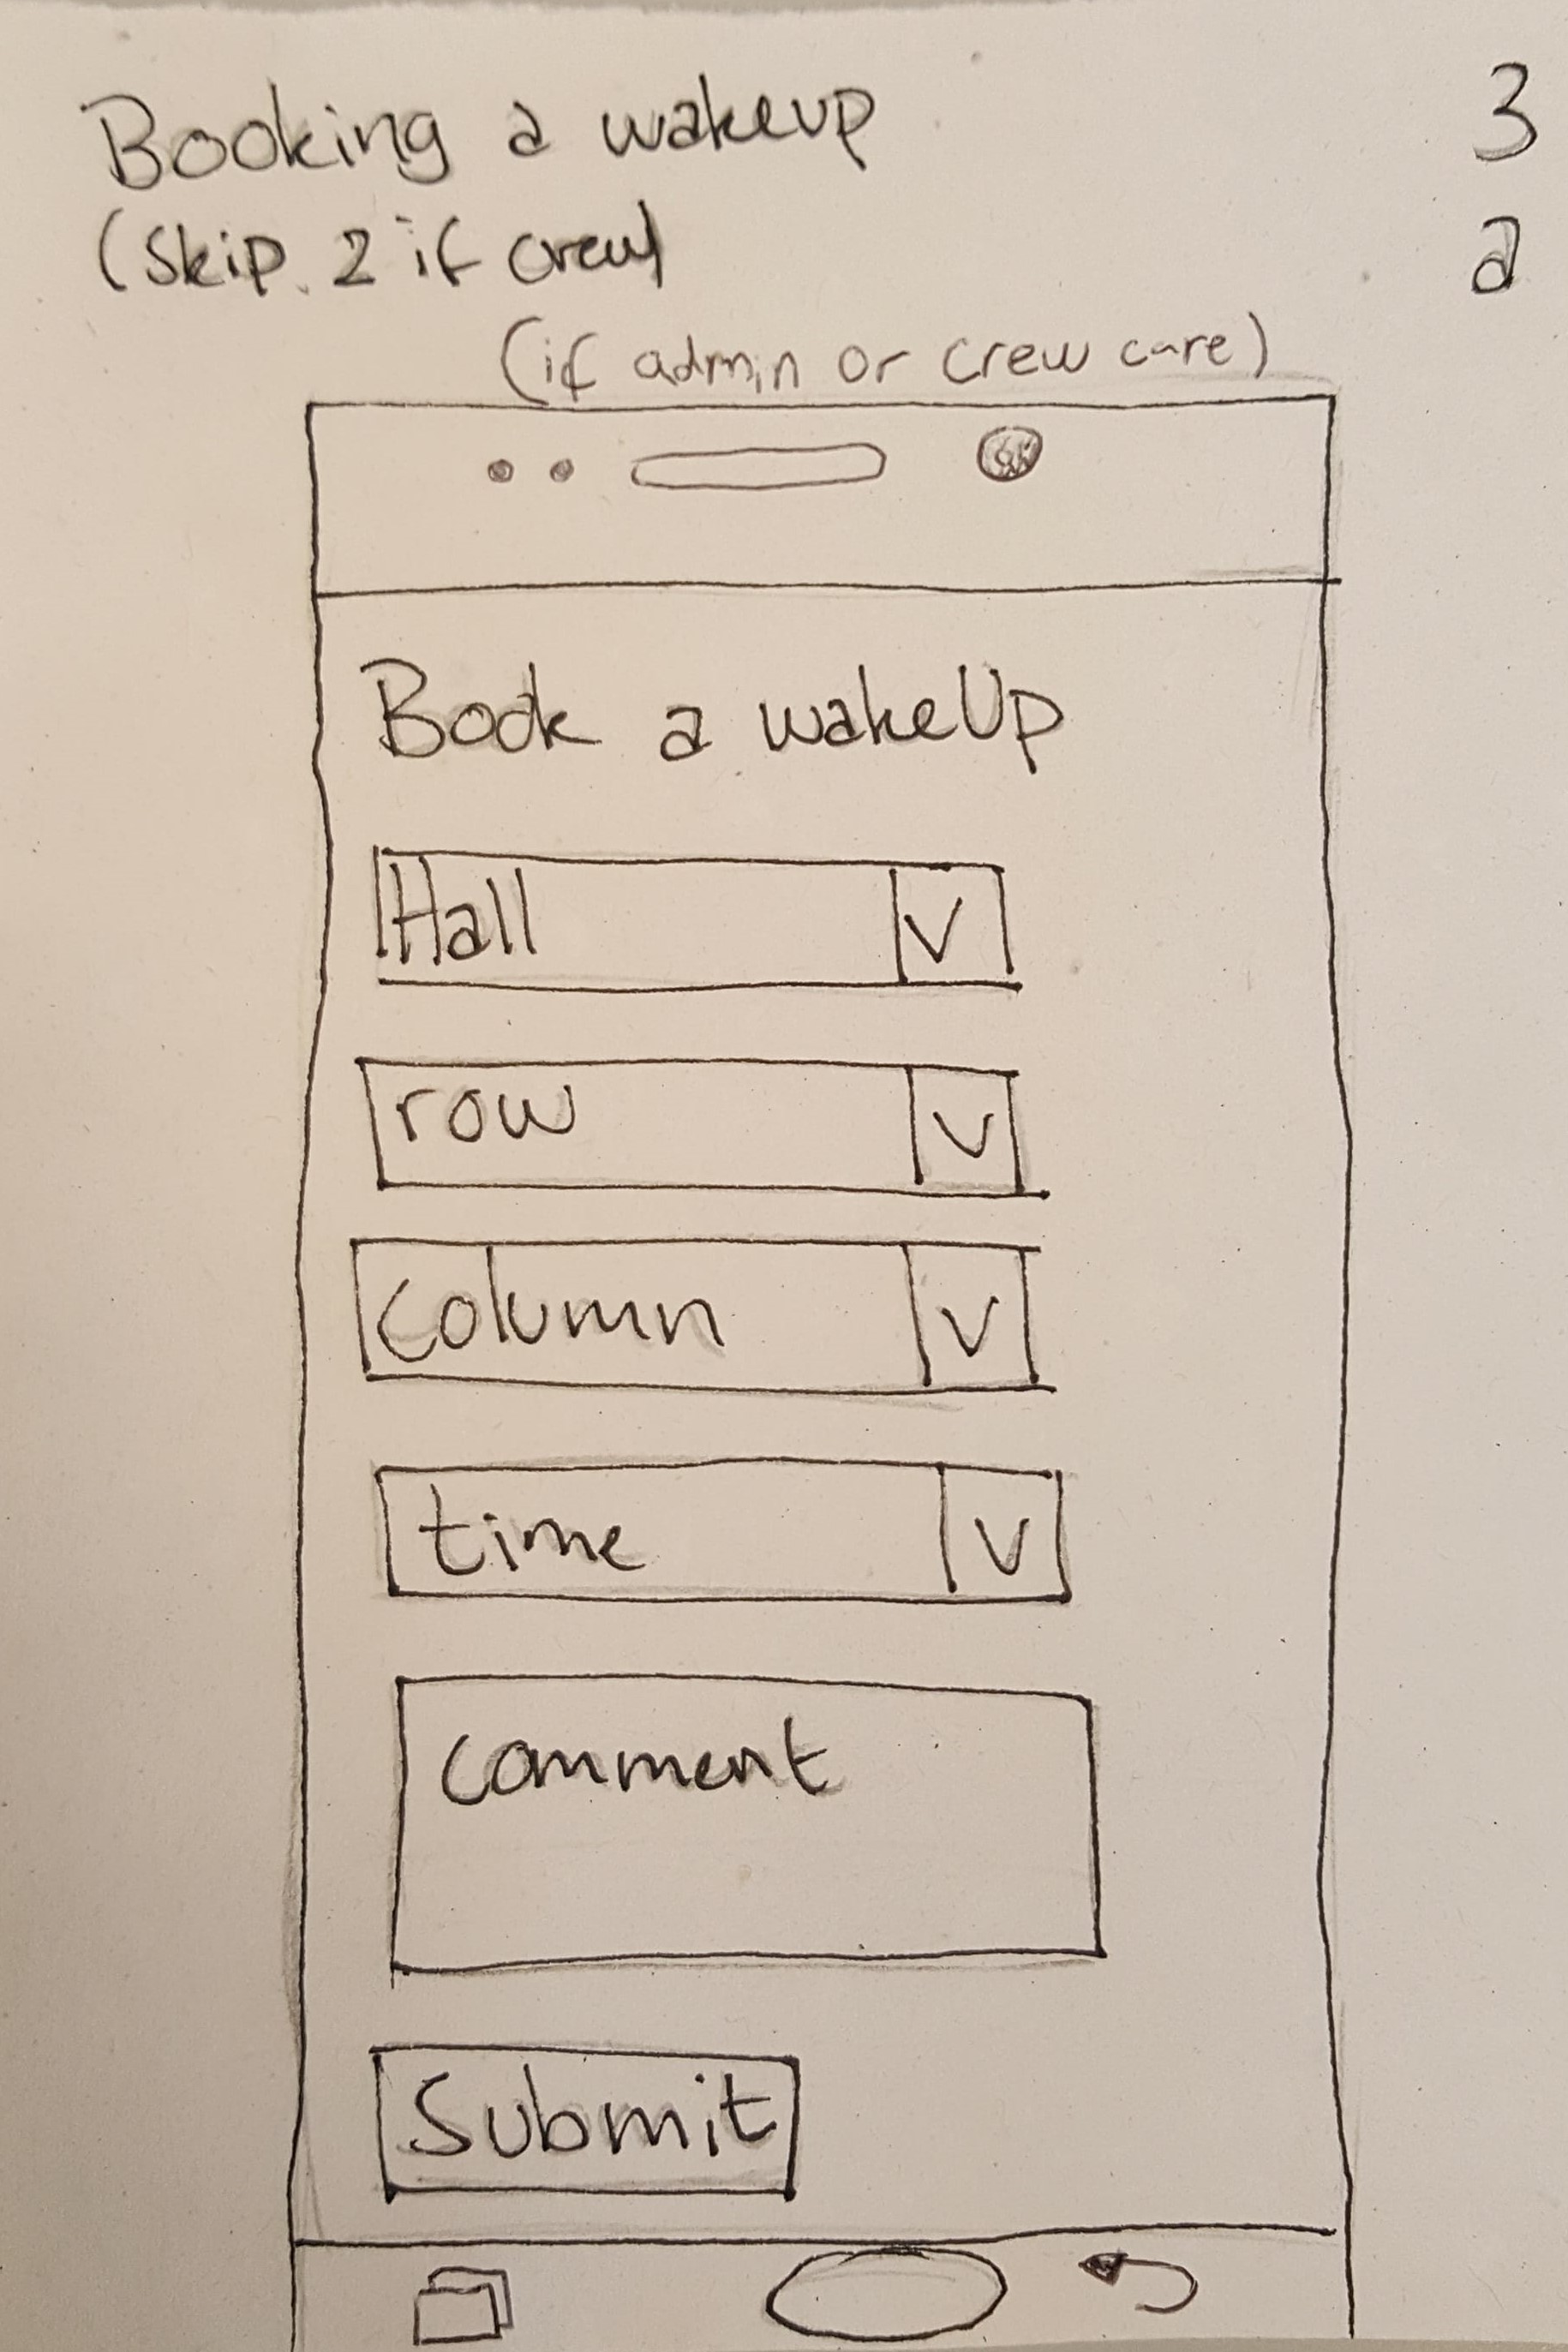 Booking a wakeup
3
(Skip. 2 if crew)
a
(if admin or crew care)
Book a wakeUp
Hall V
row V
column V
time V
comment
Submit